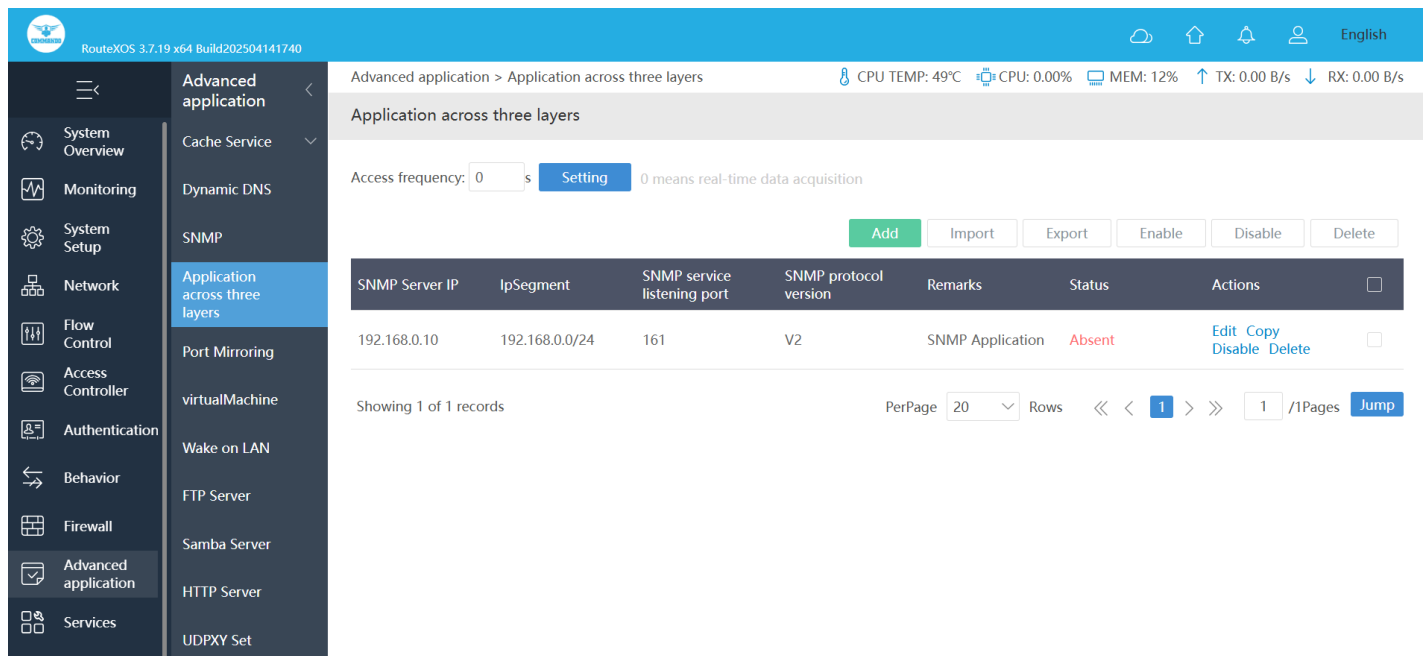 COMMANDO
RouteXOS 3.7.19 x64 Build202504141740
English
System
Overview
Monitoring
System
Setup
Network
Flow
Control
Access
Controller
Authentication
Behavior
Firewall
Advanced
application
Services
Advanced
application
Cache Service
Dynamic DNS
SNMP
Application
across three
layers
Port Mirroring
virtualMachine
Wake on LAN
FTP Server
Samba Server
HTTP Server
UDPXY Set
Advanced application > Application across three layers
CPU TEMP: 49℃ CPU: 0.00% MEM: 12% TX: 0.00 B/s RX: 0.00 B/s
Application across three layers
Access frequency: 0 s Setting 0 means real-time data acquisition
Add Import Export Enable Disable Delete
SNMP Server IP
IpSegment
SNMP service
listening port
SNMP protocol
version
Remarks
Status
Actions
192.168.0.10
192.168.0.0/24
161
V2
SNMP Application
Absent
Edit Copy
Disable Delete
Showing 1 of 1 records
PerPage 20 Rows 1 1 /1Pages Jump